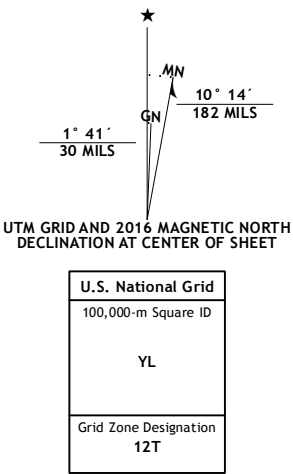 ★
MN
GN
10° 14´
182 MILS
1° 41´
30 MILS
UTM GRID AND 2016 MAGNETIC NORTH
DECLINATION AT CENTER OF SHEET
U.S. National Grid
100,000-m Square ID
YL
Grid Zone Designation
12T